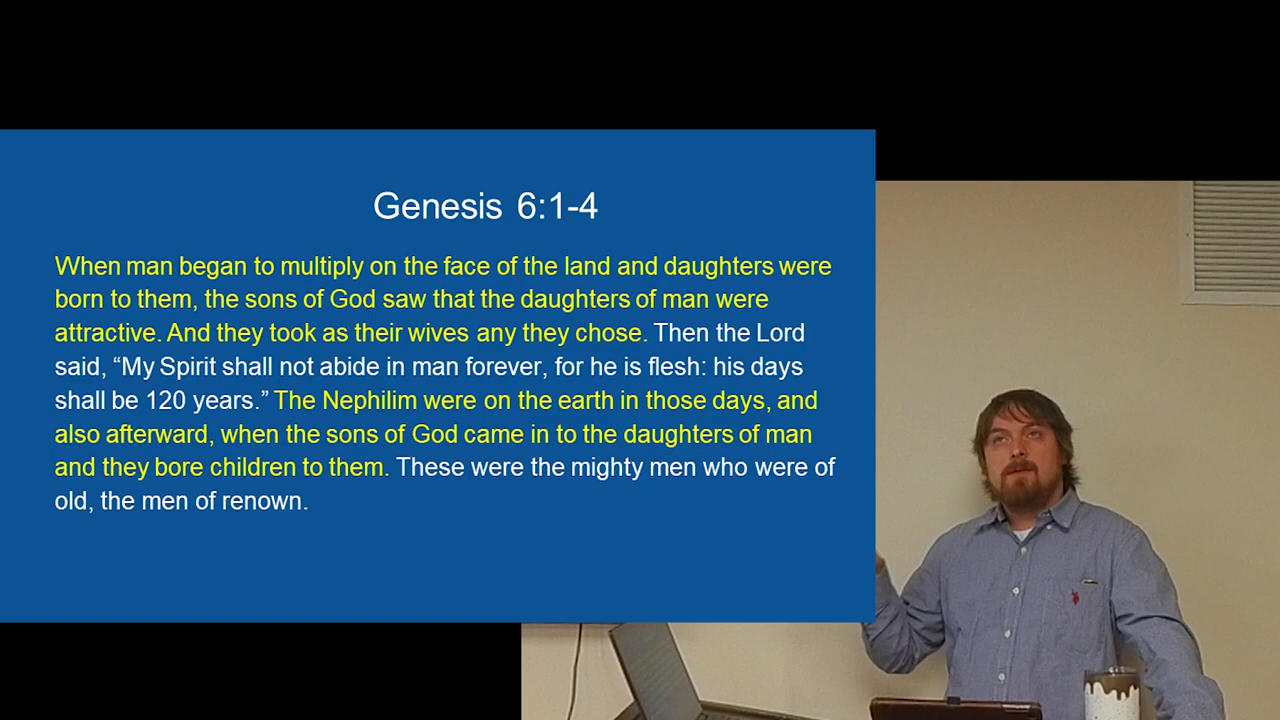 Genesis 6:1-4
When man began to multiply on the face of the land and daughters were
born to them, the sons of God saw that the daughters of man were
attractive. And they took as their wives any they chose. Then the Lord
said, “My Spirit shall not abide in man forever, for he is flesh: his days
shall be 120 years.” The Nephilim were on the earth in those days, and
also afterward, when the sons of God came in to the daughters of man
and they bore children to them. These were the mighty men who were of
old, the men of renown.